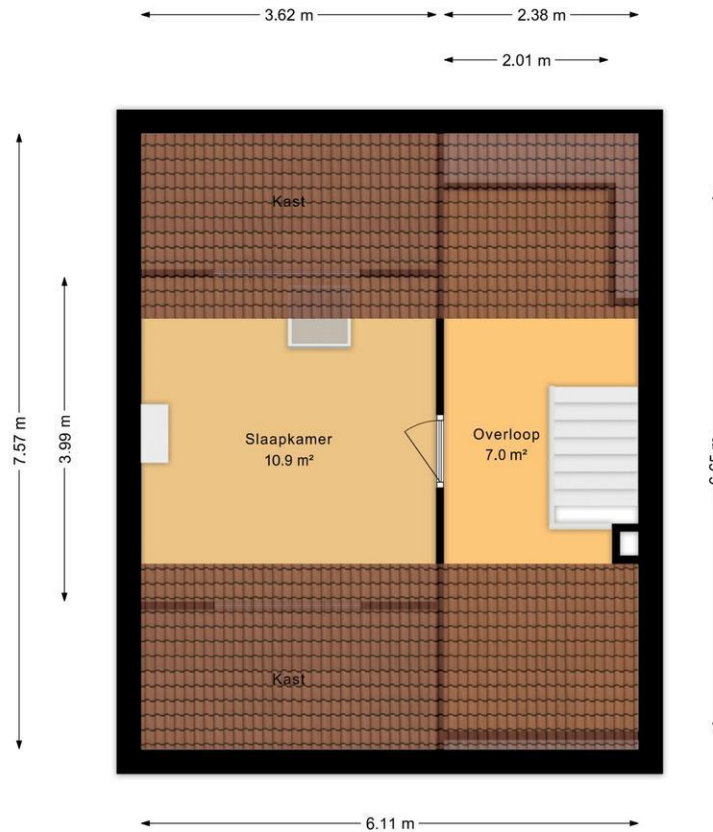 3.62 m
2.38 m
2.01 m
Kast
7.57 m
3.99 m
Slaapkamer
10.9 m²
Overloop
7.0 m²
Kast
6.11 m